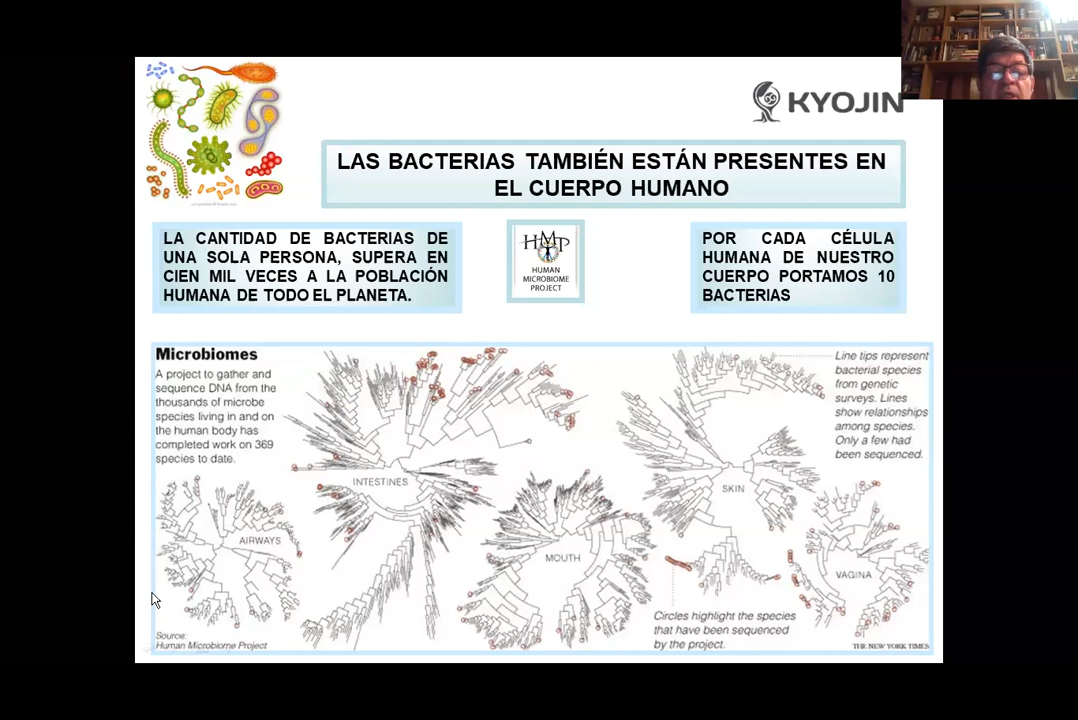 KYOJIN
LAS BACTERIAS TAMBIÉN ESTÁN PRESENTES EN
EL CUERPO HUMANO
LA CANTIDAD DE BACTERIAS DE
UNA SOLA PERSONA, SUPERA EN
CIEN MIL VECES A LA POBLACIÓN
HUMANA DE TODO EL PLANETA.
HMP
HUMAN
MICROBIOME
PROJECT
POR CADA CÉLULA
HUMANA DE NUESTRO
CUERPO PORTAMOS 10
BACTERIAS
Microbiomes
A project to gather and
sequence DNA from the
thousands of microbe
species living in and on
the human body has
completed work on 369
species to date.
Line tips represent
bacterial species
from genetic
surveys. Lines
show relationships
among species.
Only a few had
been sequenced.
INTESTINES
SKIN
AIRWAYS
MOUTH
VAGINA
Circles highlight the species
that have been sequenced
by the project.
Source:
Human Microbiome Project
THE NEW YORK TIMES